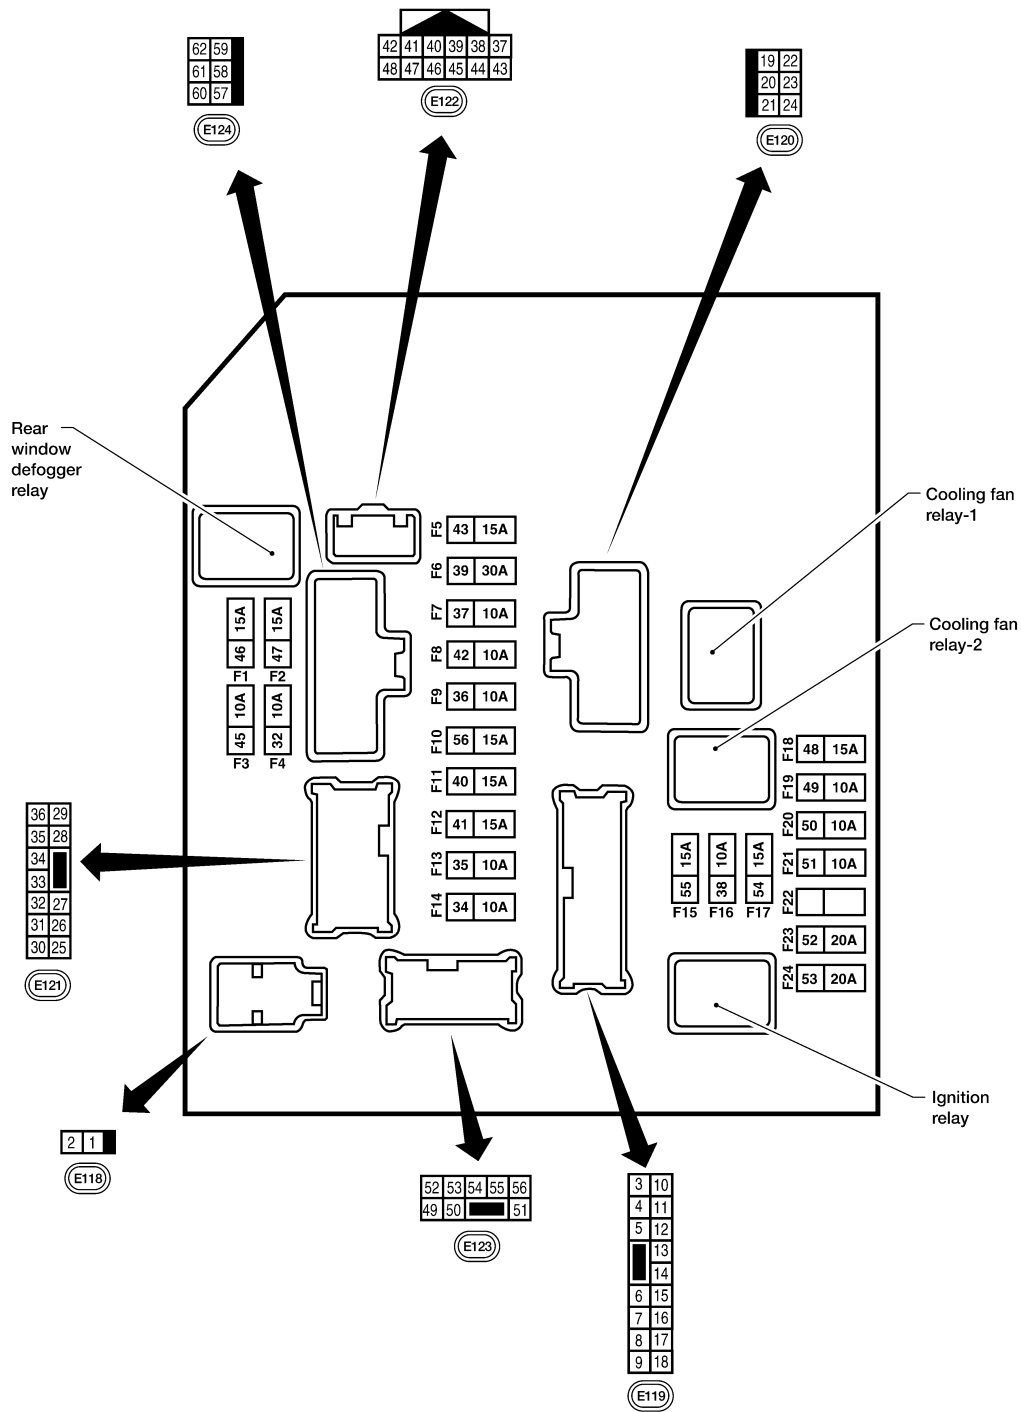 62 59
61 58
60 57
E124
42 41 40 39 38 37
48 47 46 45 44 43
E122
19 22
20 23
21 24
E120
Rear
window
defogger
relay
Cooling fan
relay-1
Cooling fan
relay-2
F5 43 15A
F6 39 30A
F7 37 10A
F8 42 10A
F9 36 10A
F10 56 15A
F11 40 15A
F12 41 15A
F13 35 10A
F14 34 10A
15A 15A
46 47
F1 F2
10A 10A
45 32
F3 F4
F18 48 15A
F19 49 10A
F20 50 10A
F21 51 10A
F22
F23 52 20A
F24 53 20A
15A 10A 15A
55 38 54
F15 F16 F17
36 29
35 28
34
33
32 27
31 26
30 25
E121
Ignition
relay
2 1
E118
52 53 54 55 56
49 50 51
E123
3 10
4 11
5 12
13
14
6 15
7 16
8 17
9 18
E119